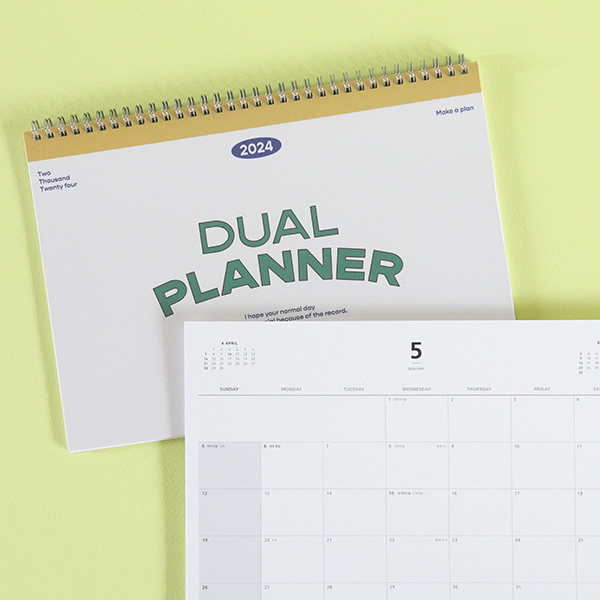 2024
Make a plan
Two
Thousand
Twenty four
DUAL
PLANNER
I hope your normal day
because of the record.
4 APRIL
5
SUNDAY MONDAY TUESDAY WEDNESDAY THURSDAY FRIDAY
1 2 3 4
5 6 7 8 9 10 11
12 13 14 15 16 17 18
19 20 21 22 23 24 25
26 27 28 29 30 31